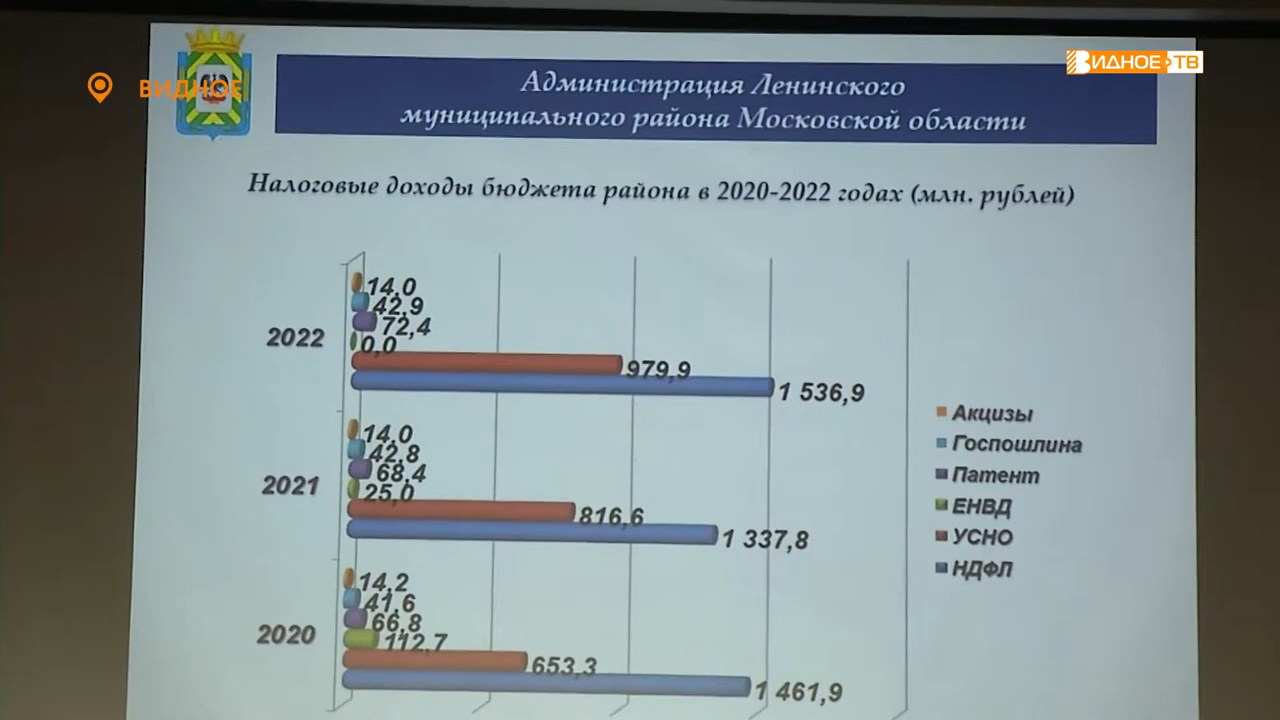 ВИДНОЕ
ВИДНОЕ ТВ
Администрация Ленинского
муниципального района Московской области
Налоговые доходы бюджета района в 2020-2022 годах (млн. рублей)
2022
14,0
42,9
72,4
0,0
979,9
1 536,9
2021
14,0
42,8
68,4
25,0
816,6
1 337,8
2020
14,2
41,6
66,8
112,7
653,3
1 461,9
Акцизы
Госпошлина
Патент
ЕНВД
УСНО
НДФЛ